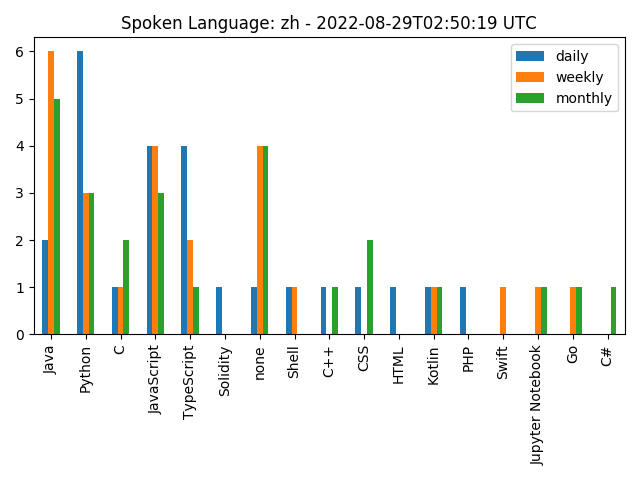 Spoken Language: zh - 2022-08-29T02:50:19 UTC
daily
weekly
monthly
6
5
4
3
2
1
0
Java
Python
C
JavaScript
TypeScript
Solidity
none
Shell
C++
CSS
HTML
Kotlin
PHP
Swift
Jupyter Notebook
Go
C#